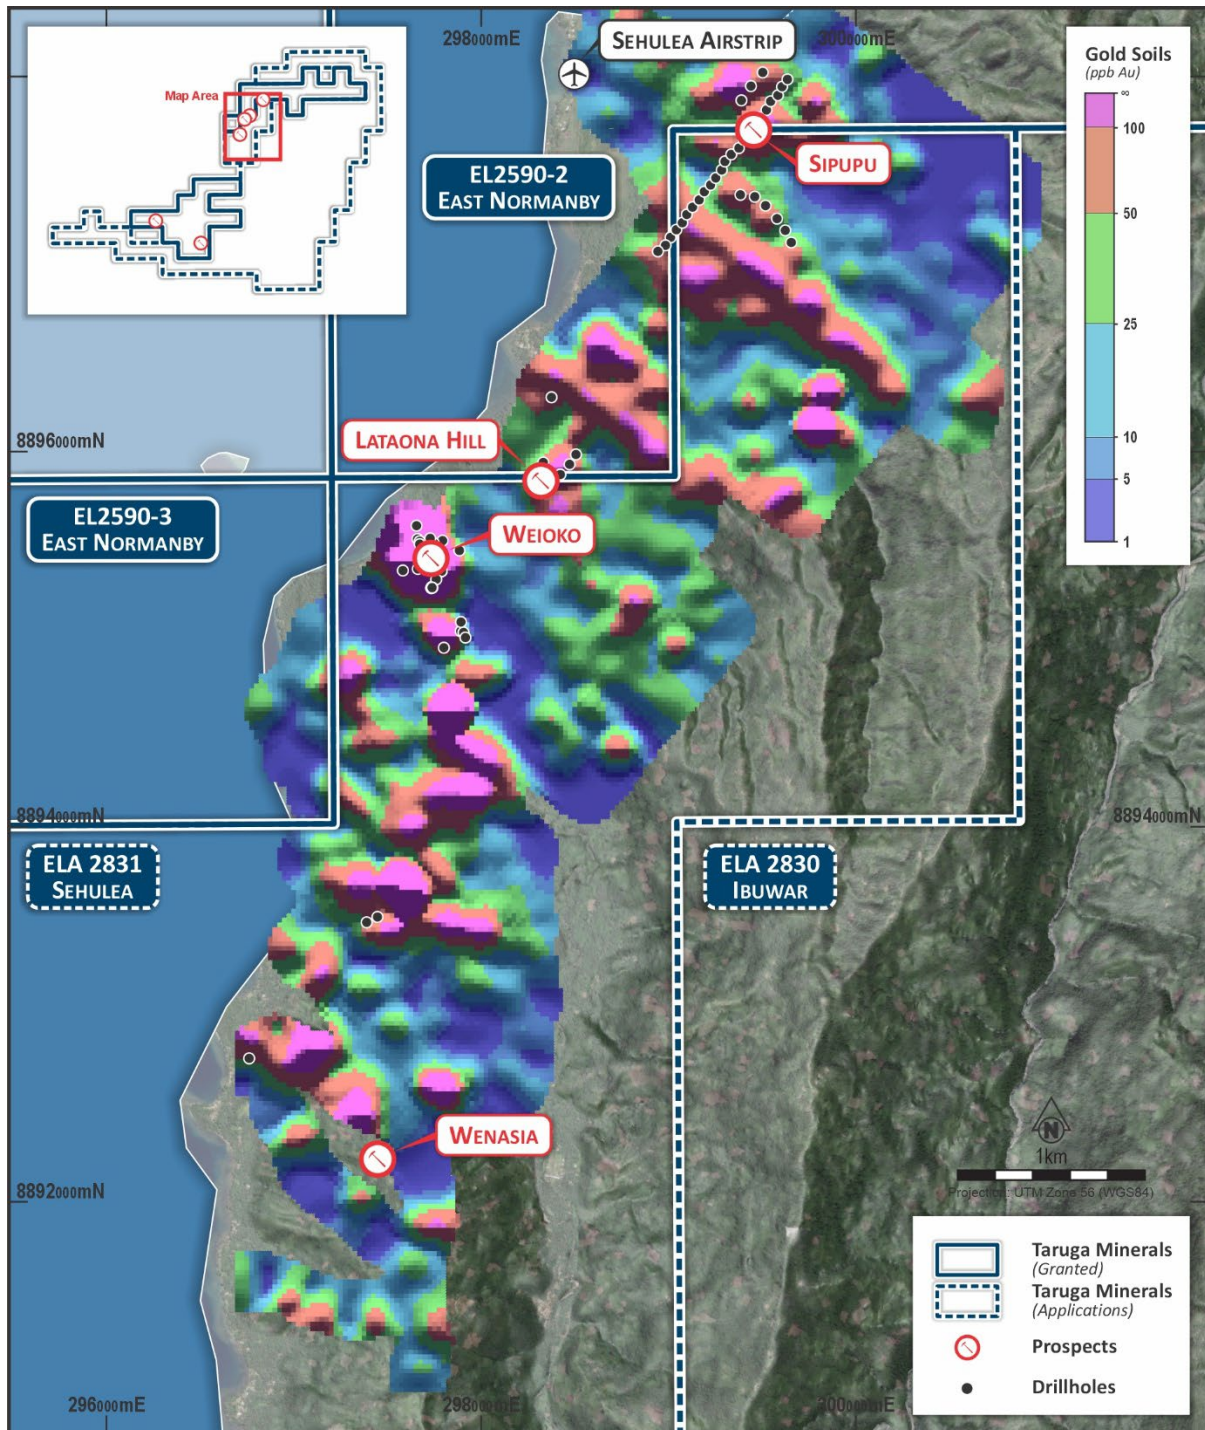 298000mE
300000mE
SEHULEA AIRSTRIP
Gold Soils
(ppb Au)
∞
100
50
25
10
5
1
Map Area
EL2590-2
EAST NORMANBY
SIPUPU
8896000mN
LATAONA HILL
EL2590-3
EAST NORMANBY
WEIOKO
8894000mN
8894000mN
ELA 2831
SEHULEA
ELA 2830
IBUWAR
WENASIA
N
1km
Projection: UTM Zone 56 (WGS84)
8892000mN
Taruga Minerals
(Granted)
Taruga Minerals
(Applications)
Prospects
Drillholes
296000mE
298000mE
300000mE